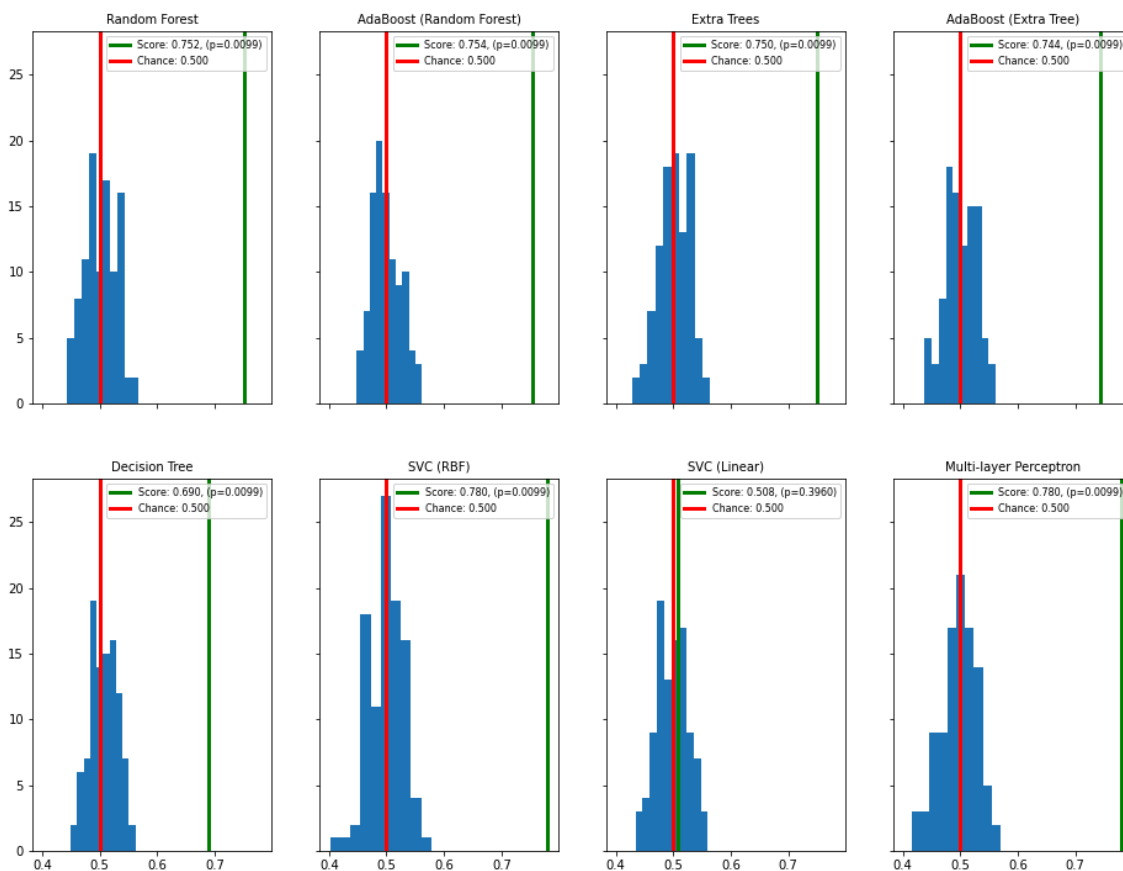 Random Forest
Score: 0.752, (p=0.0099)
Chance: 0.500
25
20
15
10
5
0
AdaBoost (Random Forest)
Score: 0.754, (p=0.0099)
Chance: 0.500
Extra Trees
Score: 0.750, (p=0.0099)
Chance: 0.500
AdaBoost (Extra Tree)
Score: 0.744, (p=0.0099)
Chance: 0.500
Decision Tree
Score: 0.690, (p=0.0099)
Chance: 0.500
25
20
15
10
5
0
0.4 0.5 0.6 0.7
SVC (RBF)
Score: 0.780, (p=0.0099)
Chance: 0.500
0.4 0.5 0.6 0.7
SVC (Linear)
Score: 0.508, (p=0.3960)
Chance: 0.500
0.4 0.5 0.6 0.7
Multi-layer Perceptron
Score: 0.780, (p=0.0099)
Chance: 0.500
0.4 0.5 0.6 0.7